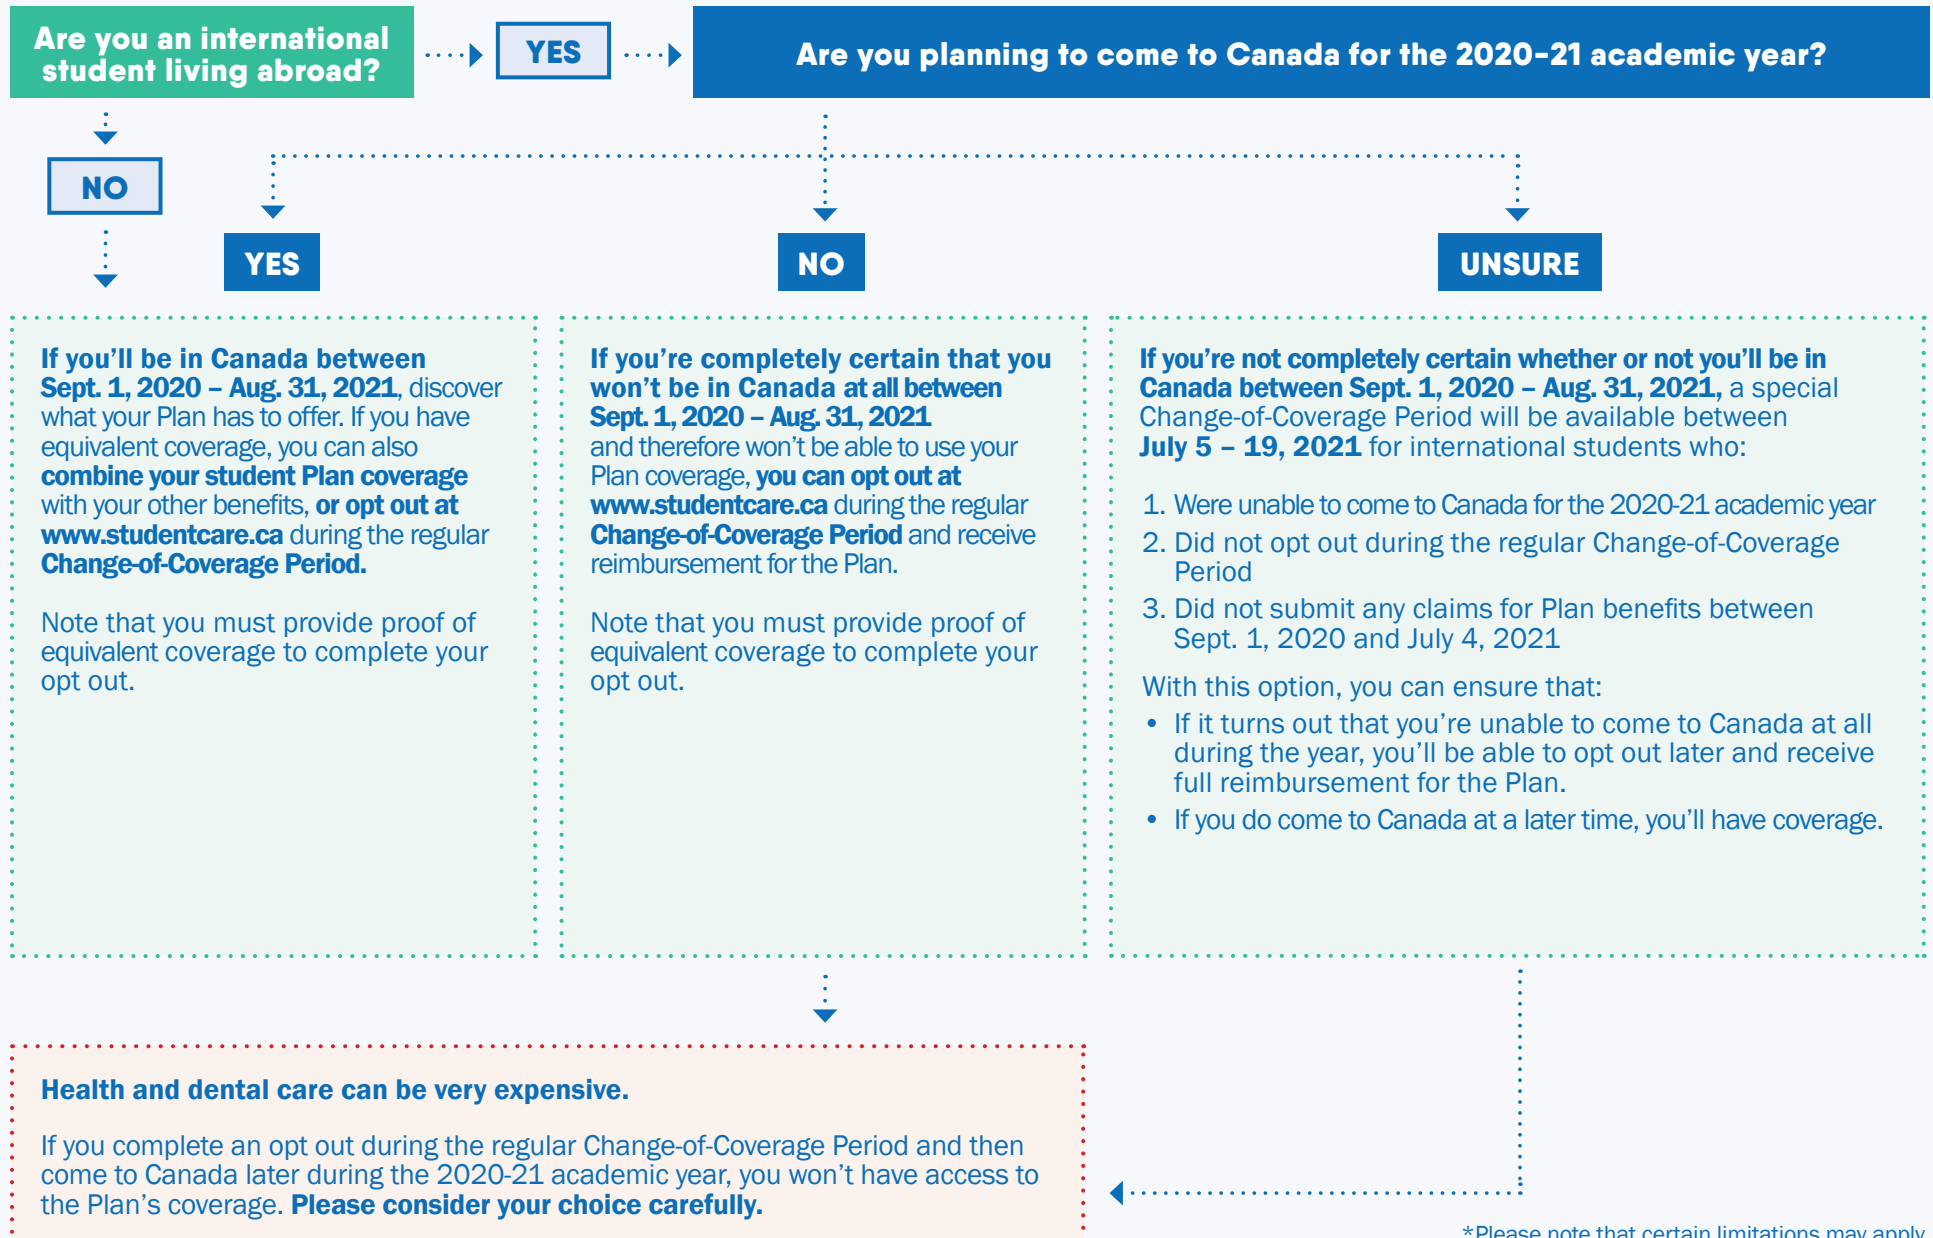 Are you an international
student living abroad?
YES
Are you planning to come to Canada for the 2020-21 academic year?
NO
YES
NO
UNSURE
If you'll be in Canada between
Sept. 1, 2020 – Aug. 31, 2021, discover
what your Plan has to offer. If you have
equivalent coverage, you can also
combine your student Plan coverage
with your other benefits, or opt out at
www.studentcare.ca during the regular
Change-of-Coverage Period.
Note that you must provide proof of
equivalent coverage to complete your
opt out.
If you're completely certain that you
won't be in Canada at all between
Sept. 1, 2020 – Aug. 31, 2021
and therefore won't be able to use your
Plan coverage, you can opt out at
www.studentcare.ca during the regular
Change-of-Coverage Period and receive
reimbursement for the Plan.
Note that you must provide proof of
equivalent coverage to complete your
opt out.
If you're not completely certain whether or not you'll be in
Canada between Sept. 1, 2020 – Aug. 31, 2021, a special
Change-of-Coverage Period will be available between
July 5 – 19, 2021 for international students who:
1. Were unable to come to Canada for the 2020-21 academic year
2. Did not opt out during the regular Change-of-Coverage
Period
3. Did not submit any claims for Plan benefits between
Sept. 1, 2020 and July 4, 2021
With this option, you can ensure that:
• If it turns out that you're unable to come to Canada at all
during the year, you'll be able to opt out later and receive
full reimbursement for the Plan.
• If you do come to Canada at a later time, you'll have coverage.
Health and dental care can be very expensive.
If you complete an opt out during the regular Change-of-Coverage Period and then
come to Canada later during the 2020-21 academic year, you won't have access to
the Plan's coverage. Please consider your choice carefully.
*Please note that certain limitations may apply